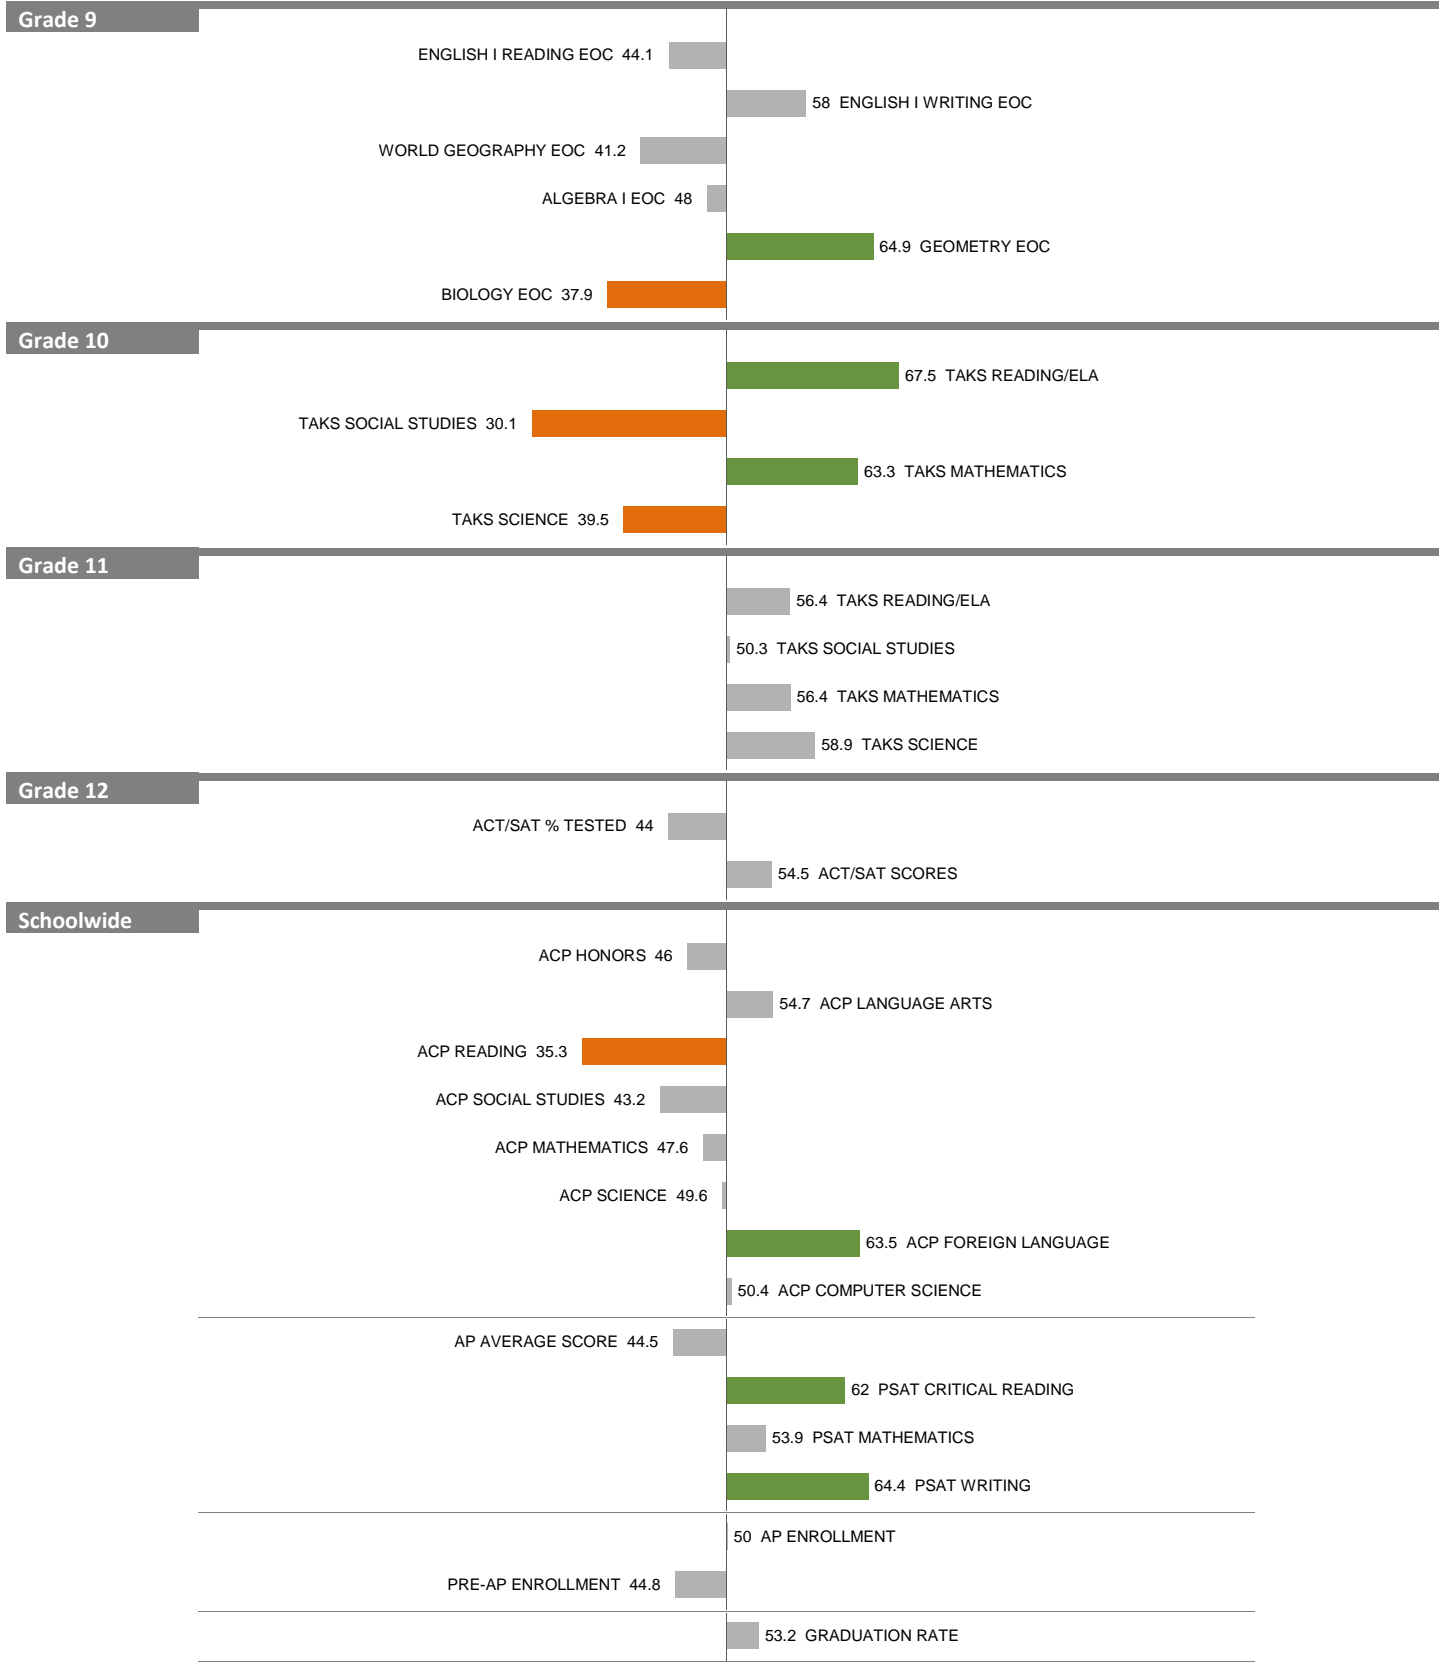 Grade 9
ENGLISH I READING EOC 44.1
58 ENGLISH I WRITING EOC
WORLD GEOGRAPHY EOC 41.2
ALGEBRA I EOC 48
64.9 GEOMETRY EOC
BIOLOGY EOC 37.9
Grade 10
67.5 TAKS READING/ELA
TAKS SOCIAL STUDIES 30.1
63.3 TAKS MATHEMATICS
TAKS SCIENCE 39.5
Grade 11
56.4 TAKS READING/ELA
50.3 TAKS SOCIAL STUDIES
56.4 TAKS MATHEMATICS
58.9 TAKS SCIENCE
Grade 12
ACT/SAT % TESTED 44
54.5 ACT/SAT SCORES
Schoolwide
ACP HONORS 46
54.7 ACP LANGUAGE ARTS
ACP READING 35.3
ACP SOCIAL STUDIES 43.2
ACP MATHEMATICS 47.6
ACP SCIENCE 49.6
63.5 ACP FOREIGN LANGUAGE
50.4 ACP COMPUTER SCIENCE
AP AVERAGE SCORE 44.5
62 PSAT CRITICAL READING
53.9 PSAT MATHEMATICS
64.4 PSAT WRITING
50 AP ENROLLMENT
PRE-AP ENROLLMENT 44.8
53.2 GRADUATION RATE